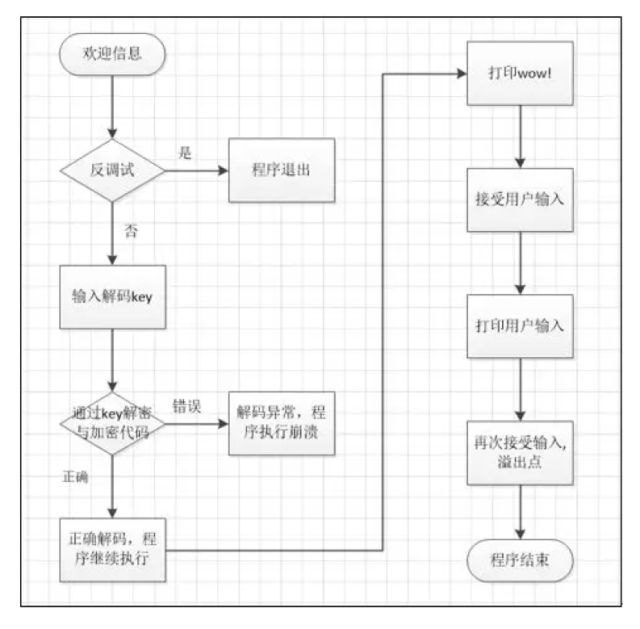 欢迎信息
反调试
是
程序退出
否
输入解码key
通过key解密
与加密代码
错误
解码异常，程
序执行崩溃
正确
正确解码，程
序继续执行
打印wow!
接受用户输入
打印用户输入
再次接受输入,
溢出点
程序结束